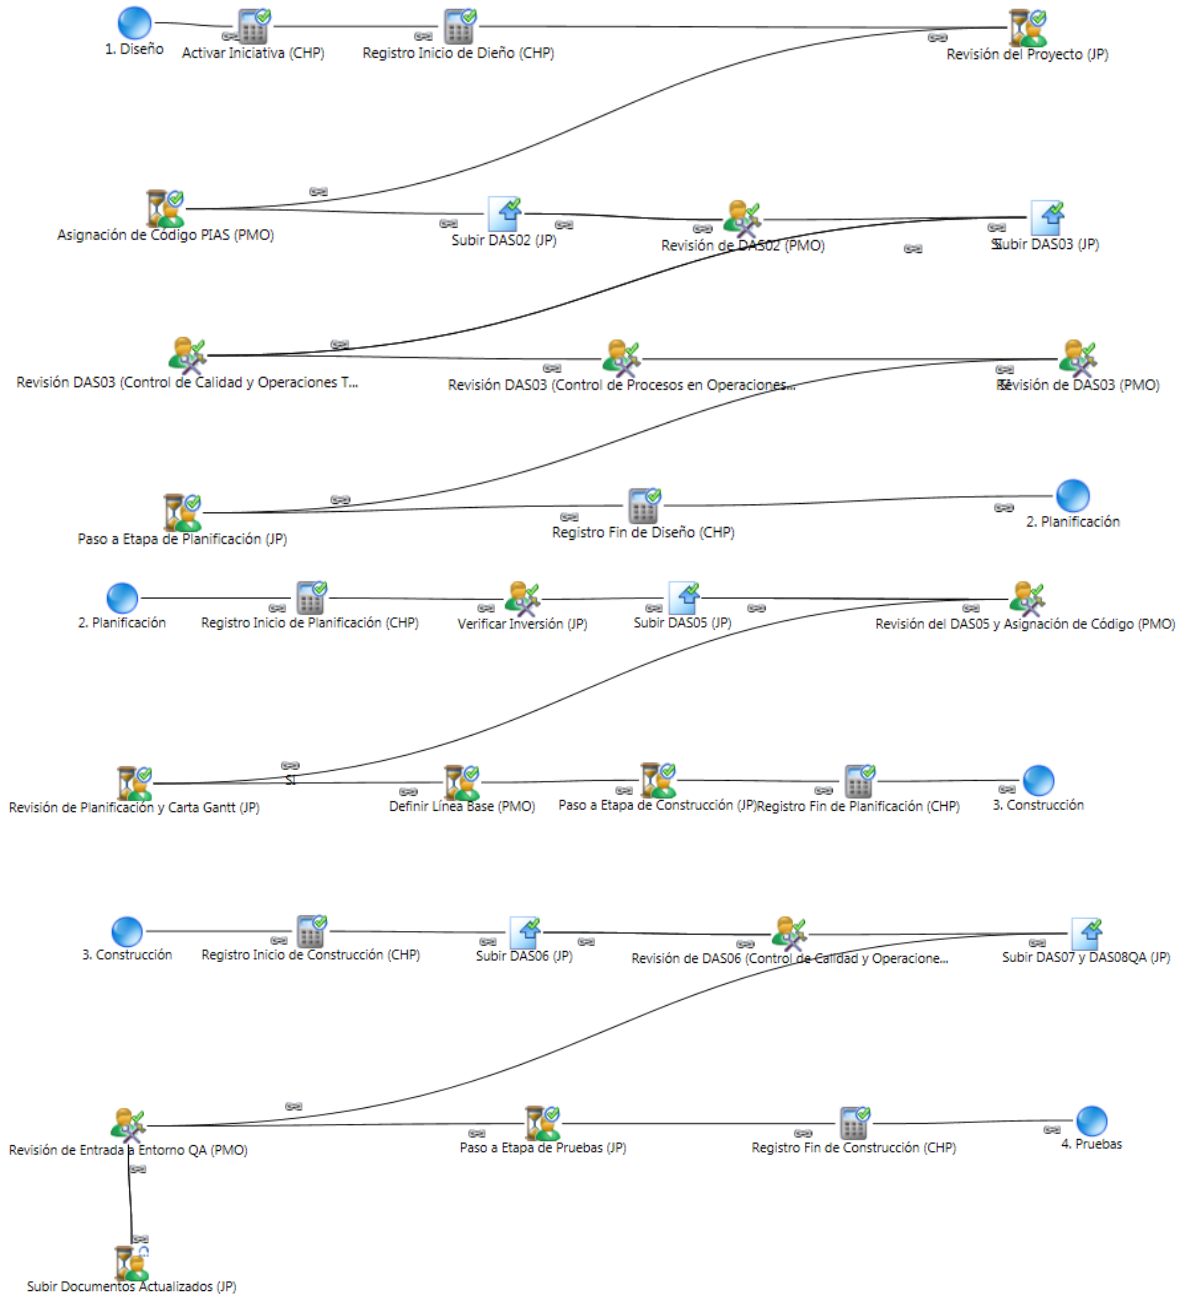 1. Diseño
Activar Iniciativa (CHP)
Registro Inicio de Dieño (CHP)
Revisión del Proyecto (JP)
Asignación de Código PIAS (PMO)
Subir DAS02 (JP)
Revisión de DAS02 (PMO)
SI
Subir DAS03 (JP)
Revisión DAS03 (Control de Calidad y Operaciones T...
Revisión DAS03 (Control de Procesos en Operaciones...
SI
Revisión de DAS03 (PMO)
Paso a Etapa de Planificación (JP)
Registro Fin de Diseño (CHP)
2. Planificación
2. Planificación
Registro Inicio de Planificación (CHP)
Verificar Inversión (JP)
Subir DAS05 (JP)
Revisión del DAS05 y Asignación de Código (PMO)
SI
Revisión de Planificación y Carta Gantt (JP)
Definir Línea Base (PMO)
Paso a Etapa de Construcción (JP)
Registro Fin de Planificación (CHP)
3. Construcción
3. Construcción
Registro Inicio de Construcción (CHP)
Subir DAS06 (JP)
Revisión de DAS06 (Control de Calidad y Operacione...
Subir DAS07 y DAS08QA (JP)
Revisión de Entrada a Entorno QA (PMO)
Paso a Etapa de Pruebas (JP)
Registro Fin de Construcción (CHP)
4. Pruebas
Subir Documentos Actualizados (JP)